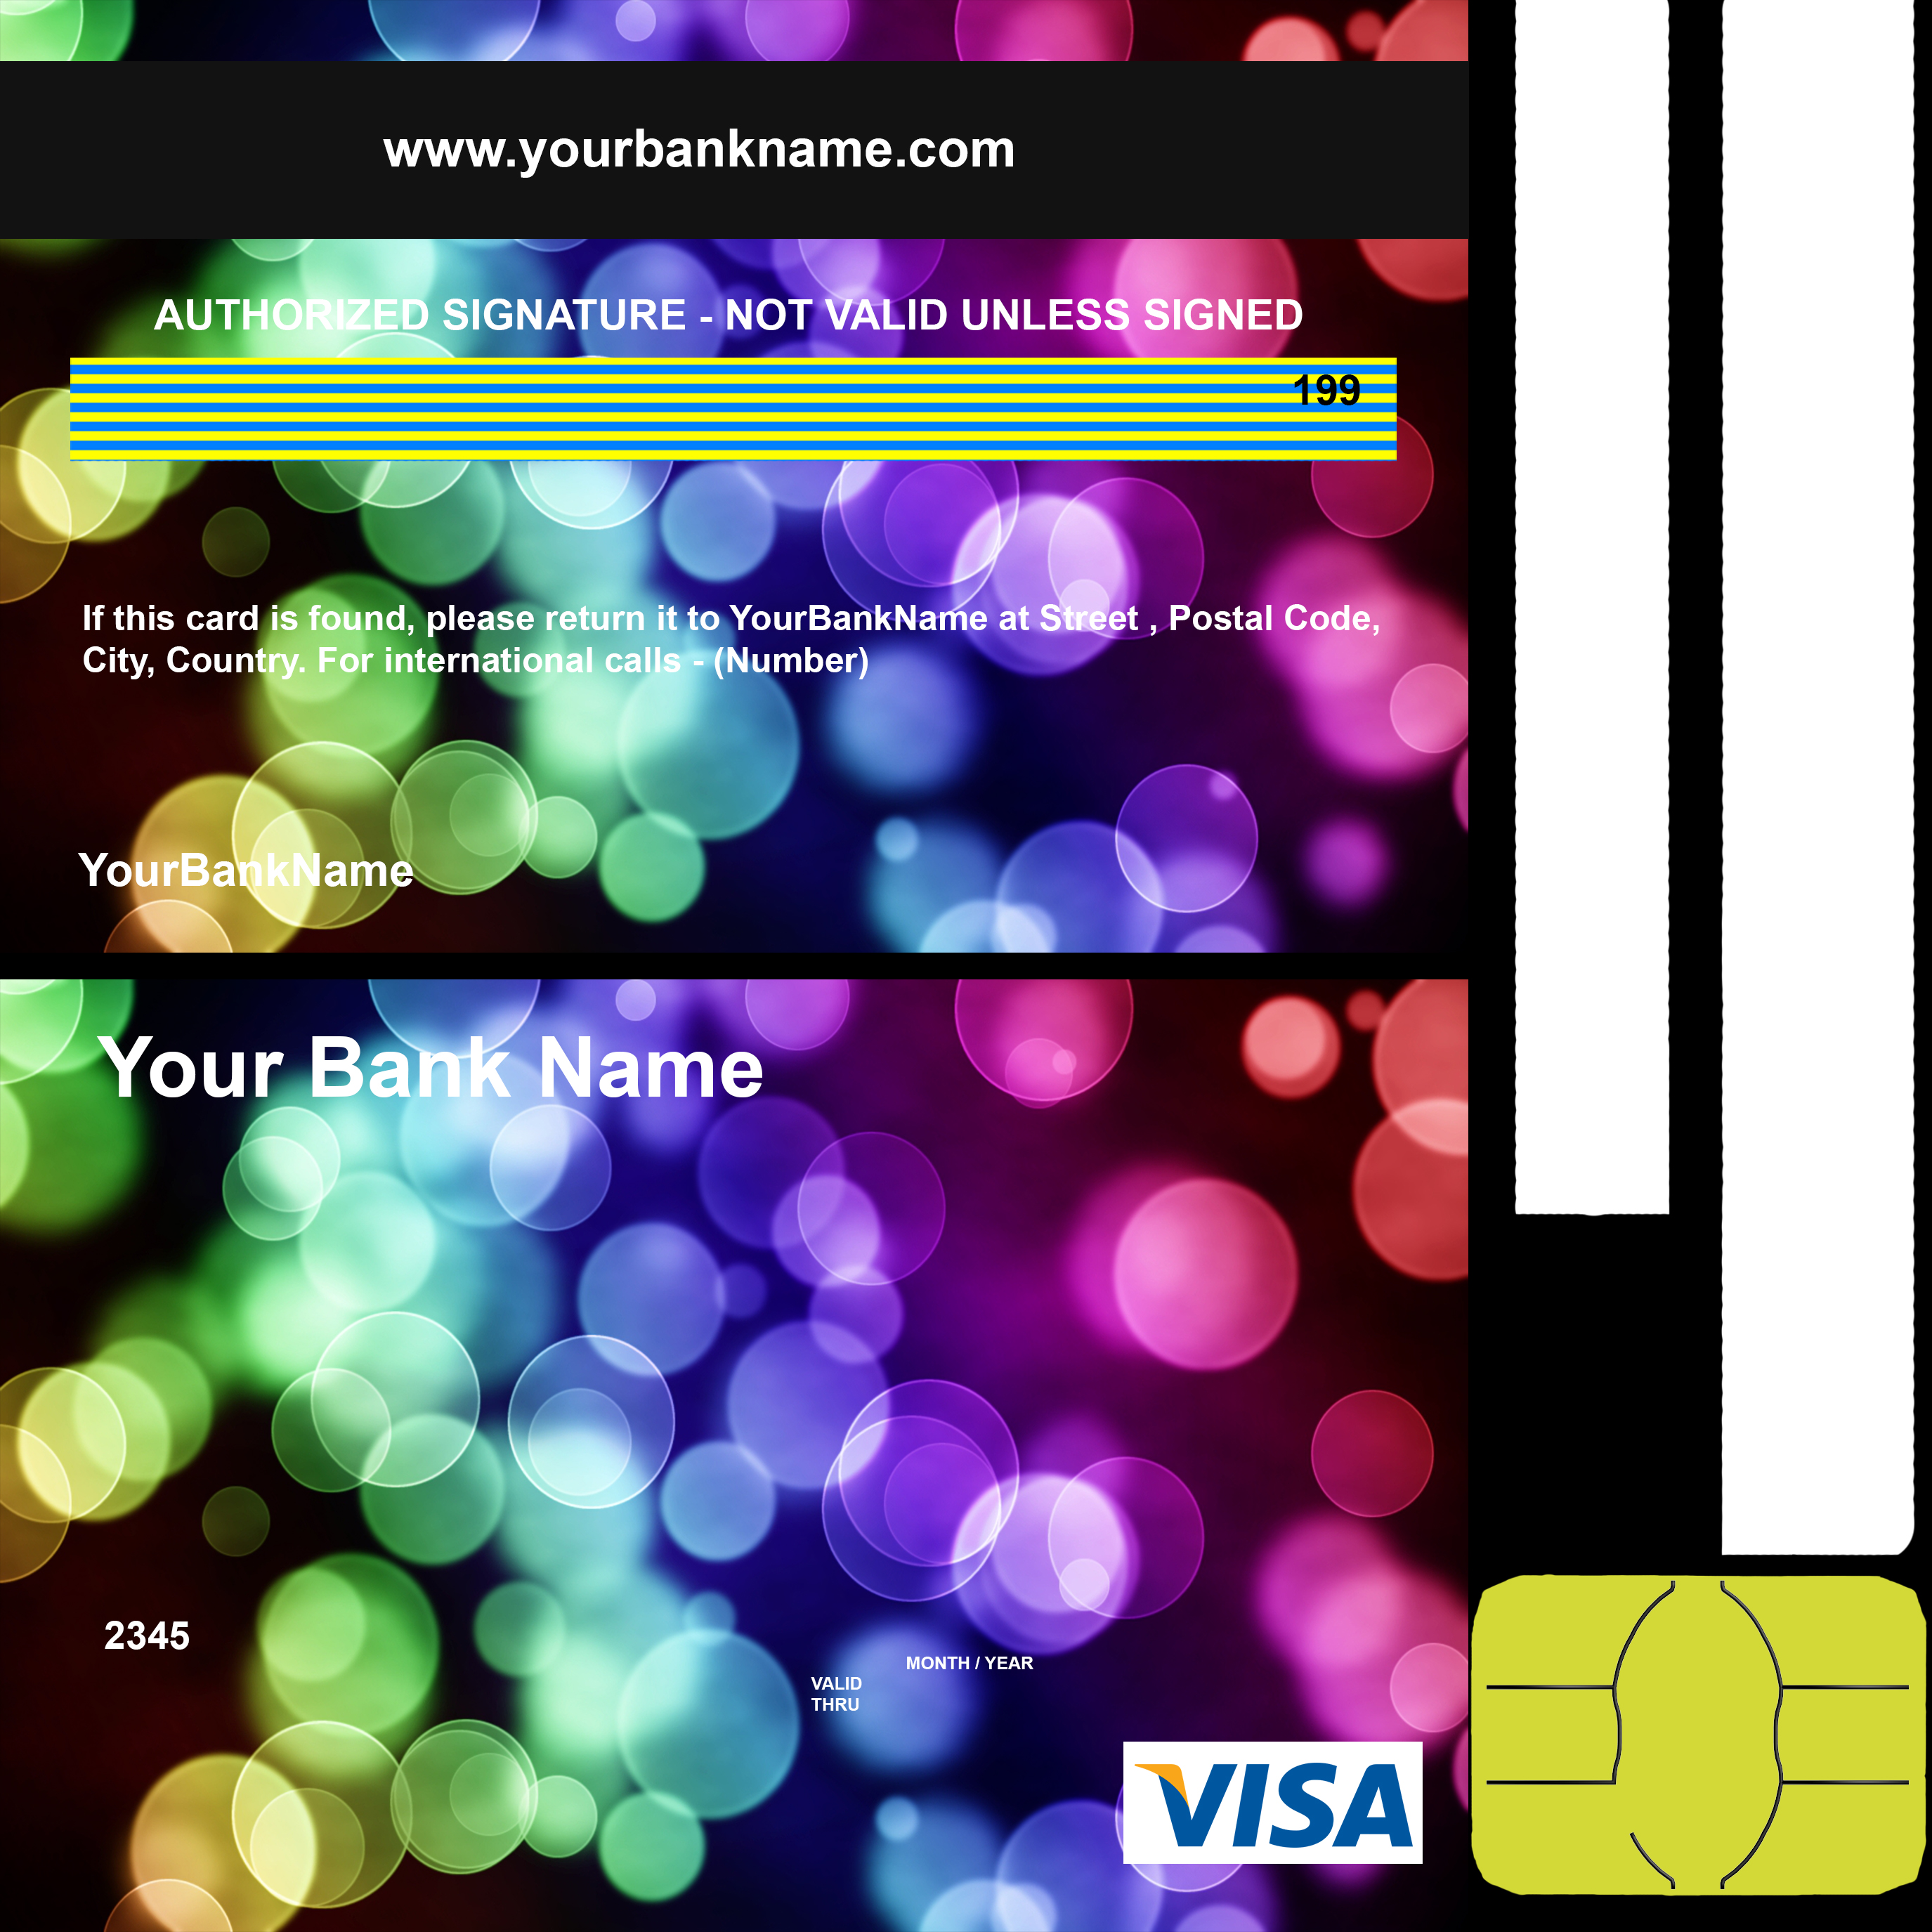 www.yourbankname.com
AUTHORIZED SIGNATURE - NOT VALID UNLESS SIGNED
199
If this card is found, please return it to YourBankName at Street , Postal Code,
City, Country. For international calls - (Number)
YourBankName
Your Bank Name
2345
MONTH / YEAR
VALID
THRU
VISA